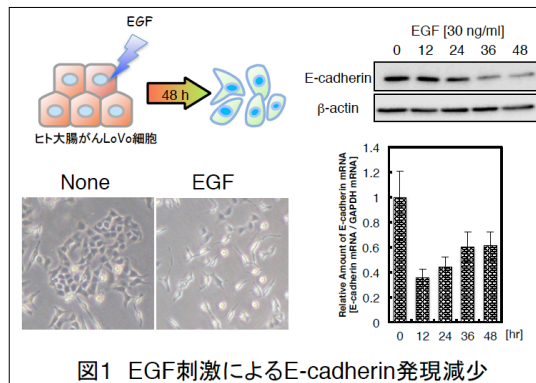 EGF
48 h
ヒト大腸がんLoVo細胞
None
EGF
EGF [30 ng/ml]
0 12 24 36 48
E-cadherin
β-actin
Relative Amount of E-cadherin mRNA
[E-cadherin mRNA / GAPDH mRNA]
1.4
1.2
1
0.8
0.6
0.4
0.2
0
0 12 24 36 48 [hr]
図1 EGF刺激によるE-cadherin発現減少